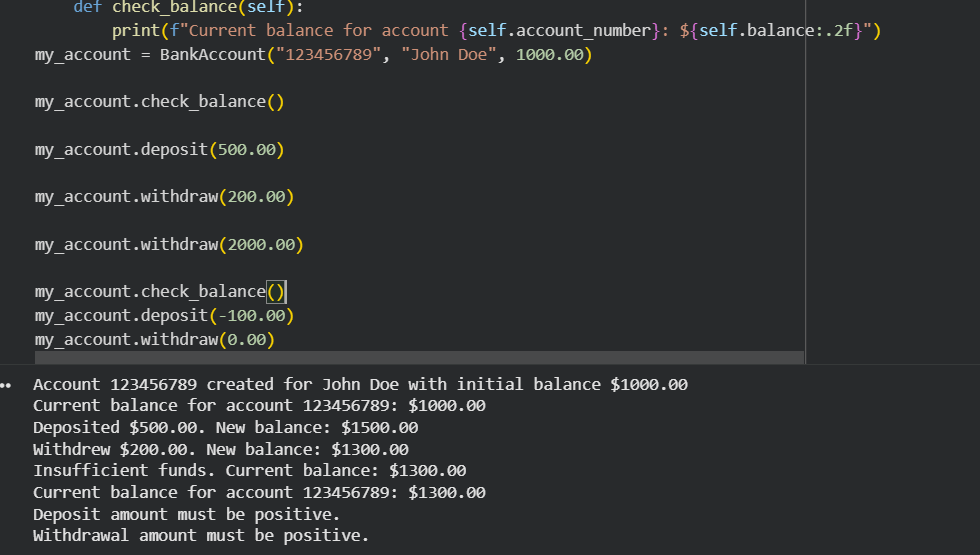 def check_balance(self):
print(f"Current balance for account {self.account_number}: ${self.balance:.2f}")
my_account = BankAccount("123456789", "John Doe", 1000.00)
my_account.check_balance()
my_account.deposit(500.00)
my_account.withdraw(200.00)
my_account.withdraw(2000.00)
my_account.check_balance()
my_account.deposit(-100.00)
my_account.withdraw(0.00)
Account 123456789 created for John Doe with initial balance $1000.00
Current balance for account 123456789: $1000.00
Deposited $500.00. New balance: $1500.00
Withdrew $200.00. New balance: $1300.00
Insufficient funds. Current balance: $1300.00
Current balance for account 123456789: $1300.00
Deposit amount must be positive.
Withdrawal amount must be positive.